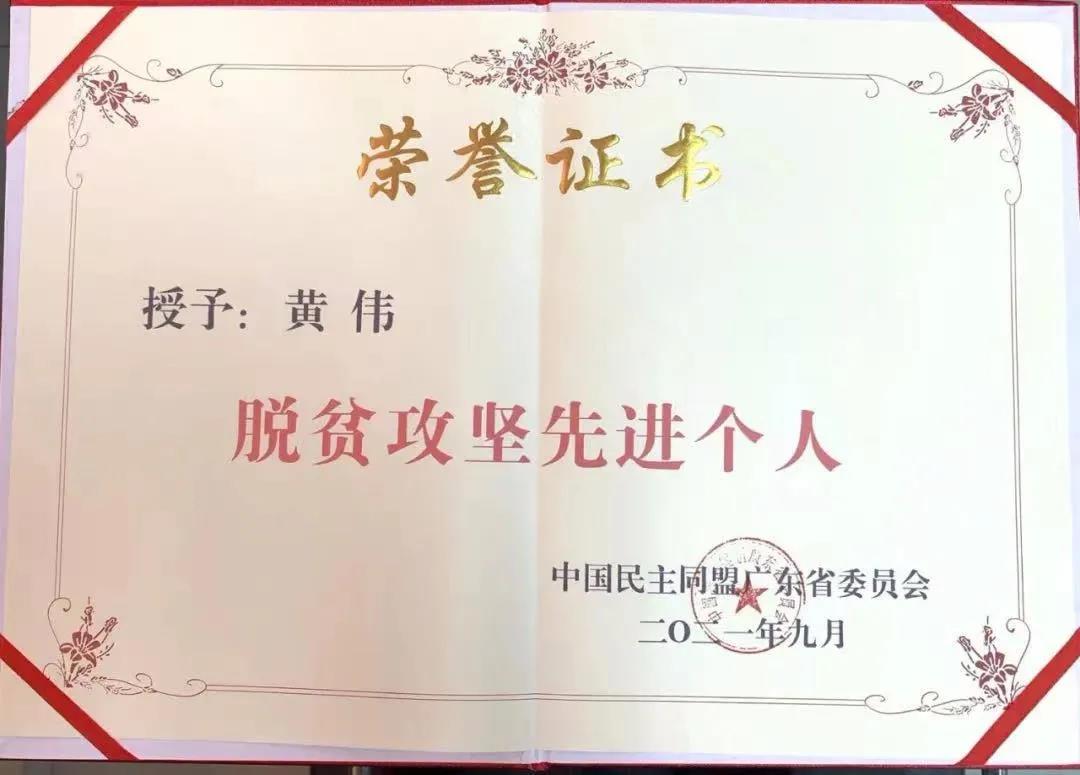 荣誉证书
授予：黄 伟
脱贫攻坚先进个人
中国民主同盟广东省委员会
二〇二一年九月